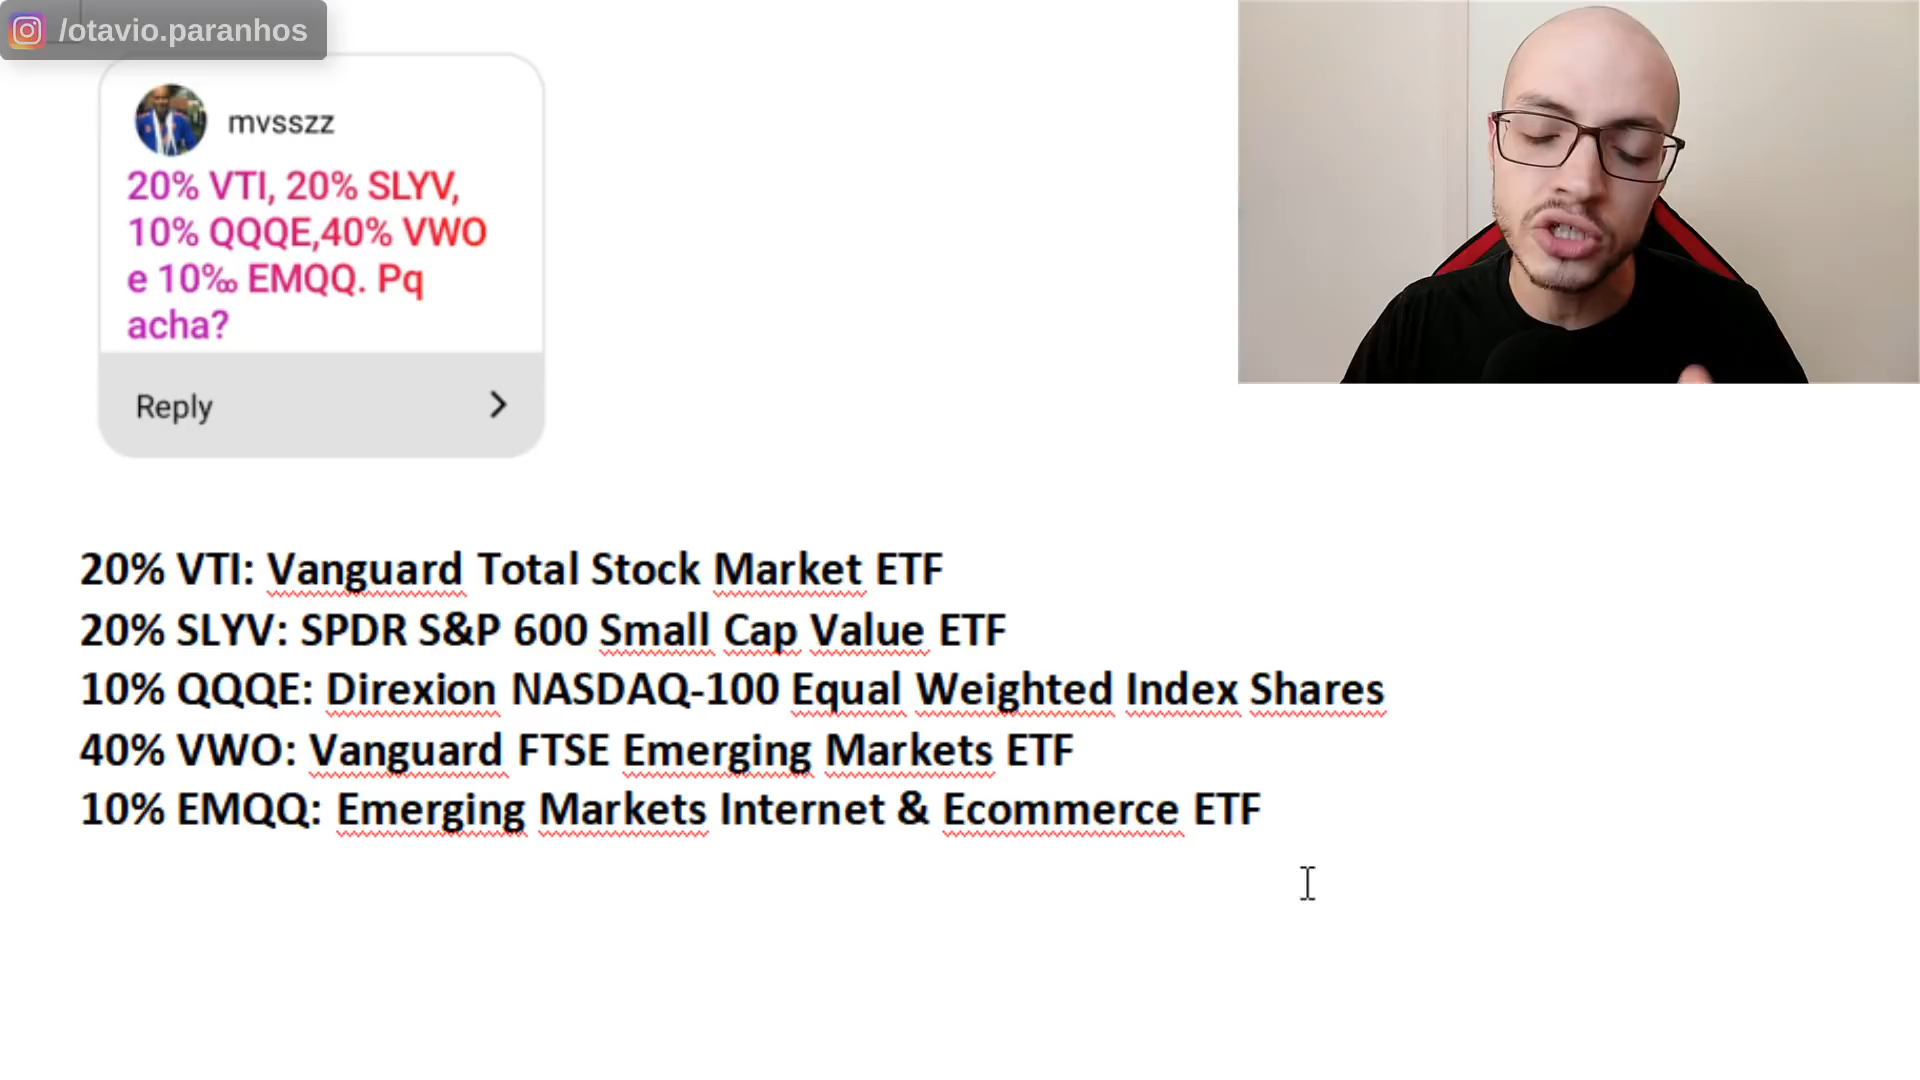 /otavio.paranhos
mvsszz
20% VTI, 20% SLYV,
10% QQQE,40% VWO
e 10‱ EMQQ. Pq
acha?
Reply
20% VTI: Vanguard Total Stock Market ETF
20% SLYV: SPDR S&P 600 Small Cap Value ETF
10% QQQE: Direxion NASDAQ-100 Equal Weighted Index Shares
40% VWO: Vanguard FTSE Emerging Markets ETF
10% EMQQ: Emerging Markets Internet & Ecommerce ETF